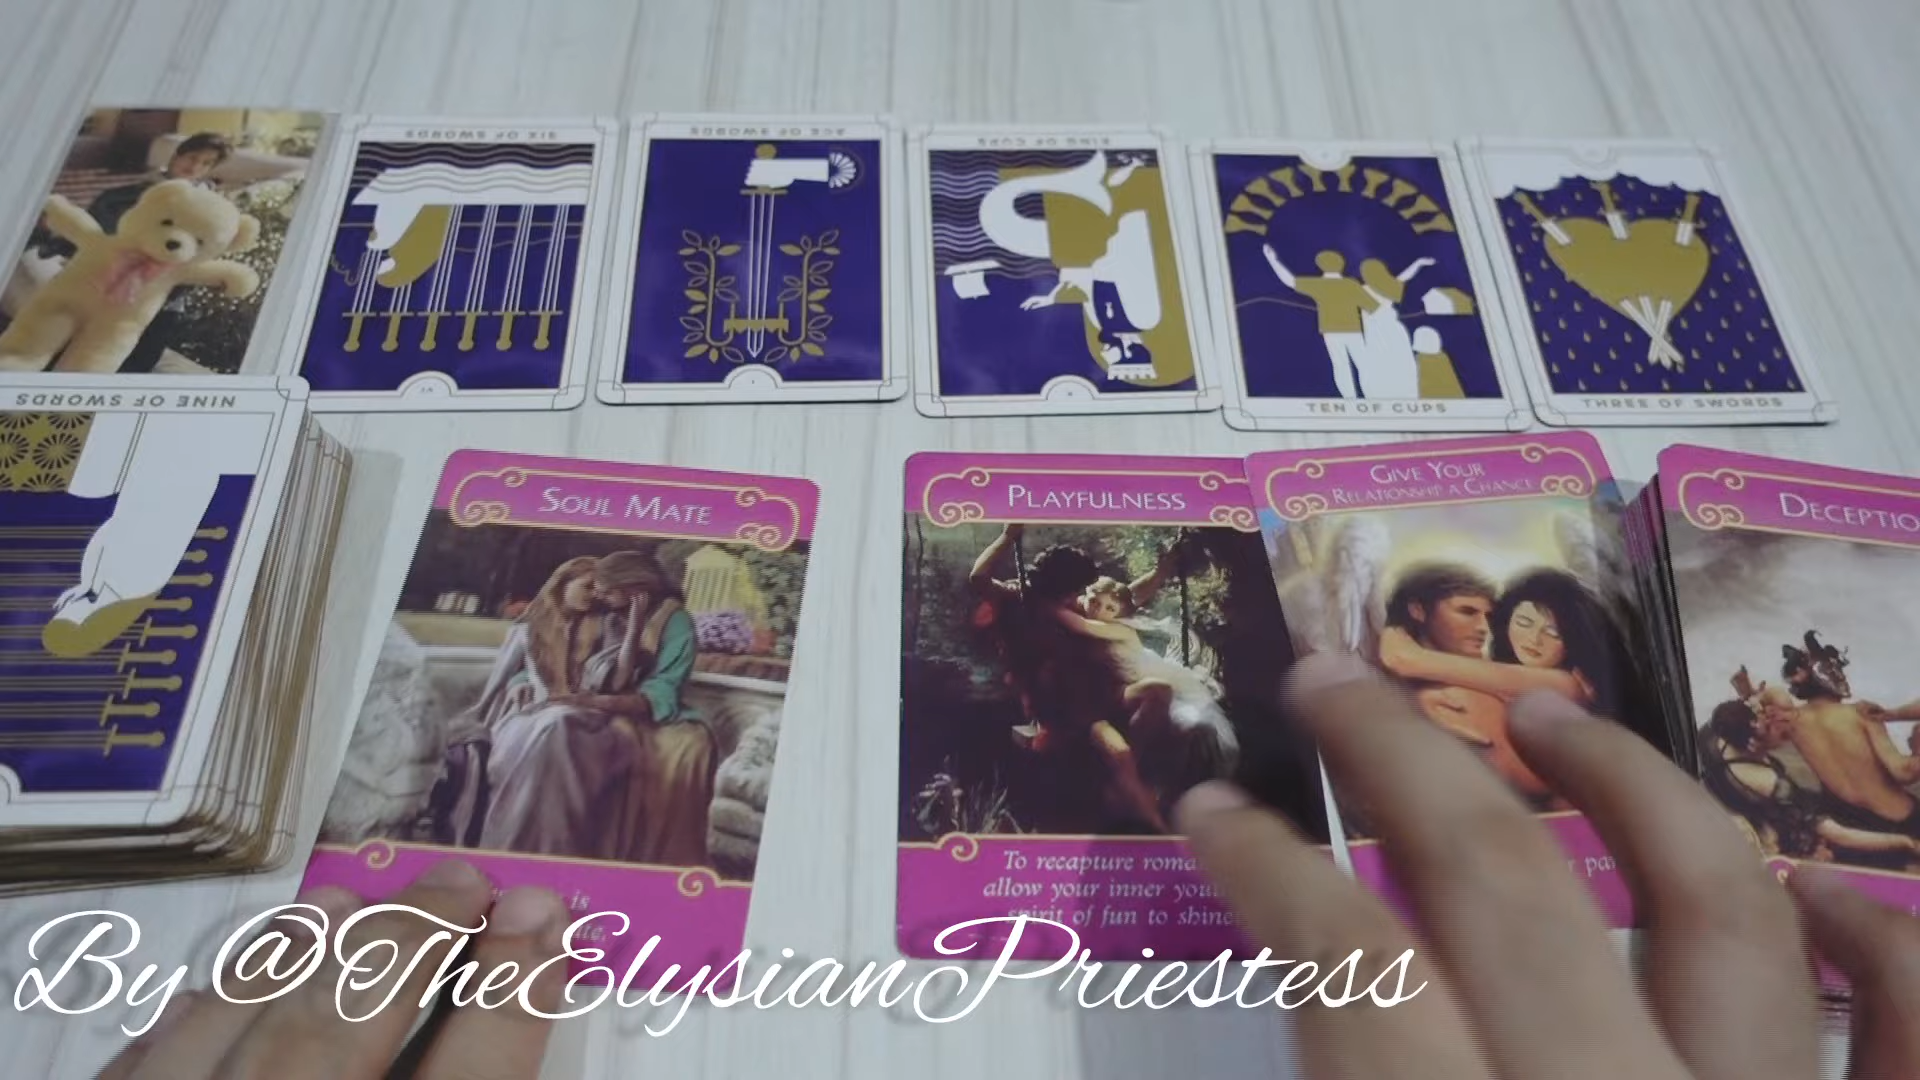 SIX OF SWORDS
ACE OF SWORDS
KING OF CUPS
TEN OF CUPS
THREE OF SWORDS
NINE OF SWORDS
SOUL MATE
PLAYFULNESS
GIVE YOUR
RELATIONSHIP A CHANCE
DECEPTIO
To recapture roma
allow your inner you
spirit of fun to shine
is
By @TheElysianPriestess